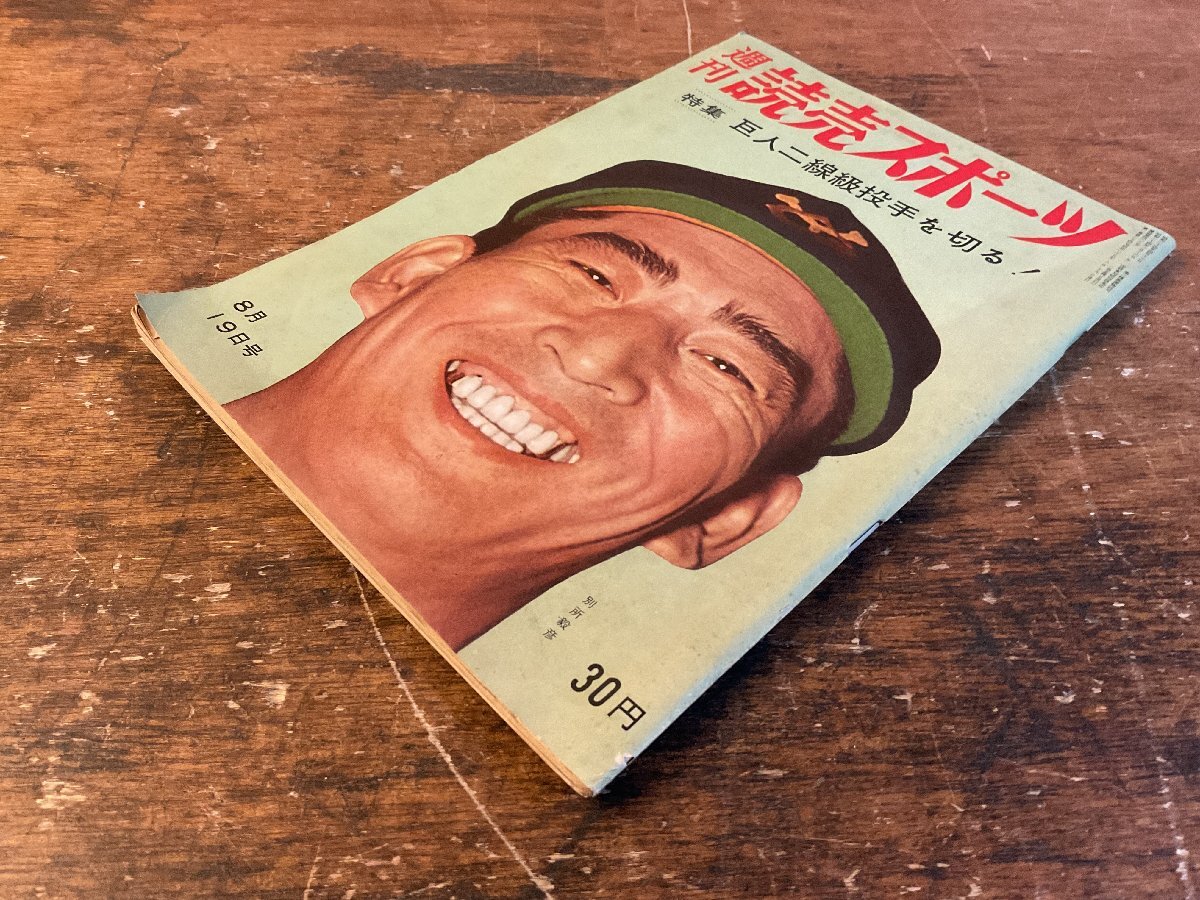 週刊 読売スポーツ
特集 巨人二線級投手を切る!
8月
19日号
別所毅彦
30円